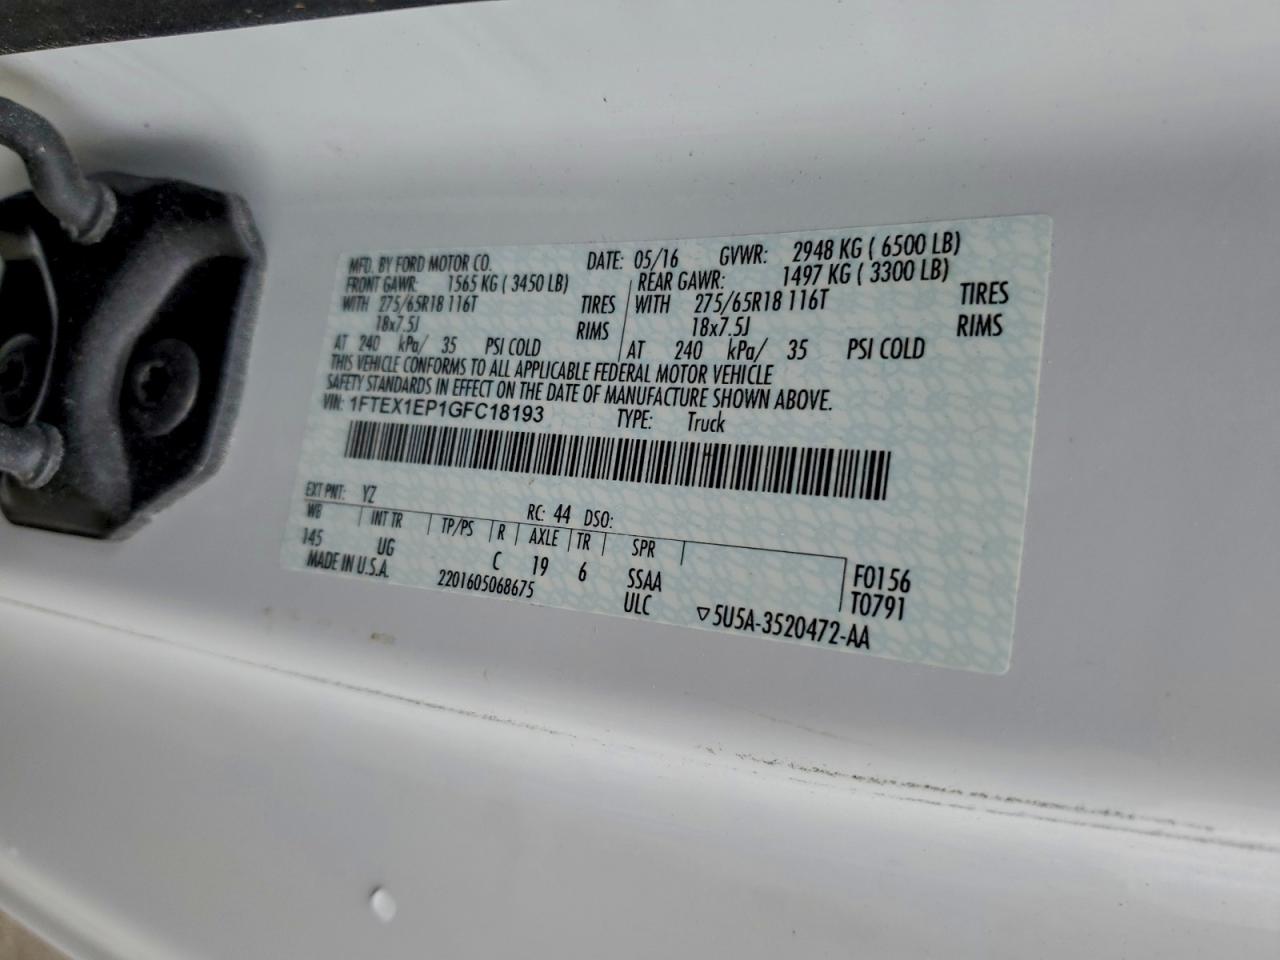 MFD. BY FORD MOTOR CO. DATE: 05/16 GVWR: 2948 KG ( 6500 LB)
FRONT GAWR: 1565 KG ( 3450 LB) REAR GAWR: 1497 KG ( 3300 LB)
WITH 275/65R18 116T TIRES WITH 275/65R18 116T TIRES
18x7.5J RIMS 18x7.5J RIMS
AT 240 kPa/ 35 PSI COLD AT 240 kPa/ 35 PSI COLD
THIS VEHICLE CONFORMS TO ALL APPLICABLE FEDERAL MOTOR VEHICLE
SAFETY STANDARDS IN EFFECT ON THE DATE OF MANUFACTURE SHOWN ABOVE.
VIN: 1FTEX1EP1GFC18193 TYPE: Truck
EXT PNT: YZ RC: 44 DSO:
WB INT TR TP/PS R AXLE TR SPR
145 UG C 19 6 SSAA F0156
MADE IN U.S.A. 2201605068675 ULC T0791
▽5U5A-3520472-AA